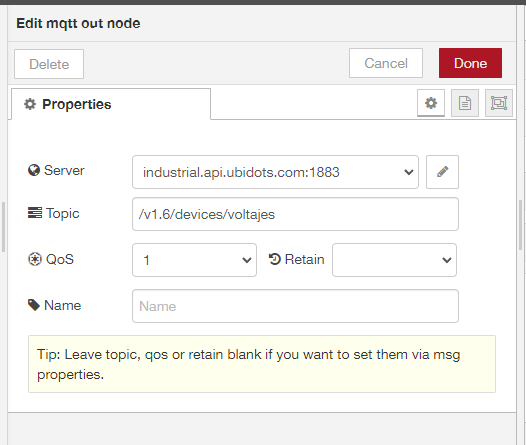 Edit mqtt out node
Delete
Cancel
Done
Properties
Server
industrial.api.ubidots.com:1883
Topic
/v1.6/devices/voltajes
QoS
1
Retain
Name
Name
Tip: Leave topic, qos or retain blank if you want to set them via msg
properties.